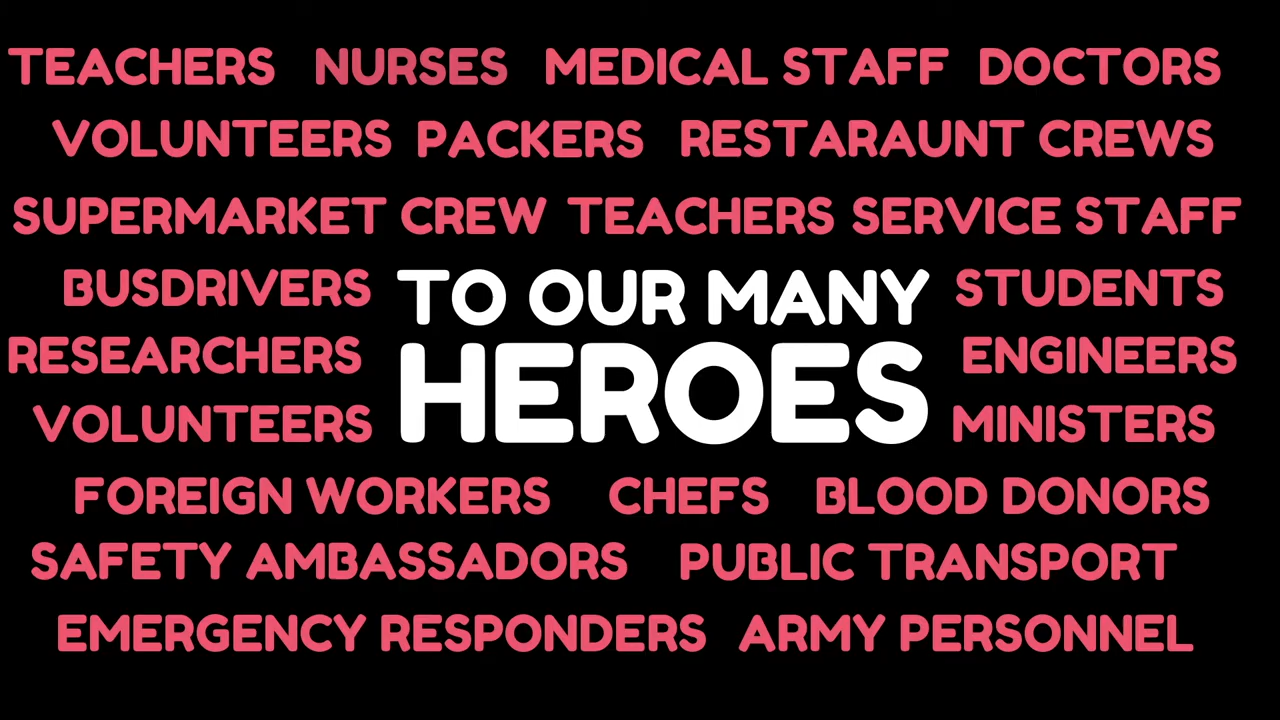 TEACHERS NURSES MEDICAL STAFF DOCTORS
VOLUNTEERS PACKERS RESTARAUNT CREWS
SUPERMARKET CREW TEACHERS SERVICE STAFF
BUSDRIVERS TO OUR MANY STUDENTS
RESEARCHERS HEROES ENGINEERS
VOLUNTEERS MINISTERS
FOREIGN WORKERS CHEFS BLOOD DONORS
SAFETY AMBASSADORS PUBLIC TRANSPORT
EMERGENCY RESPONDERS ARMY PERSONNEL